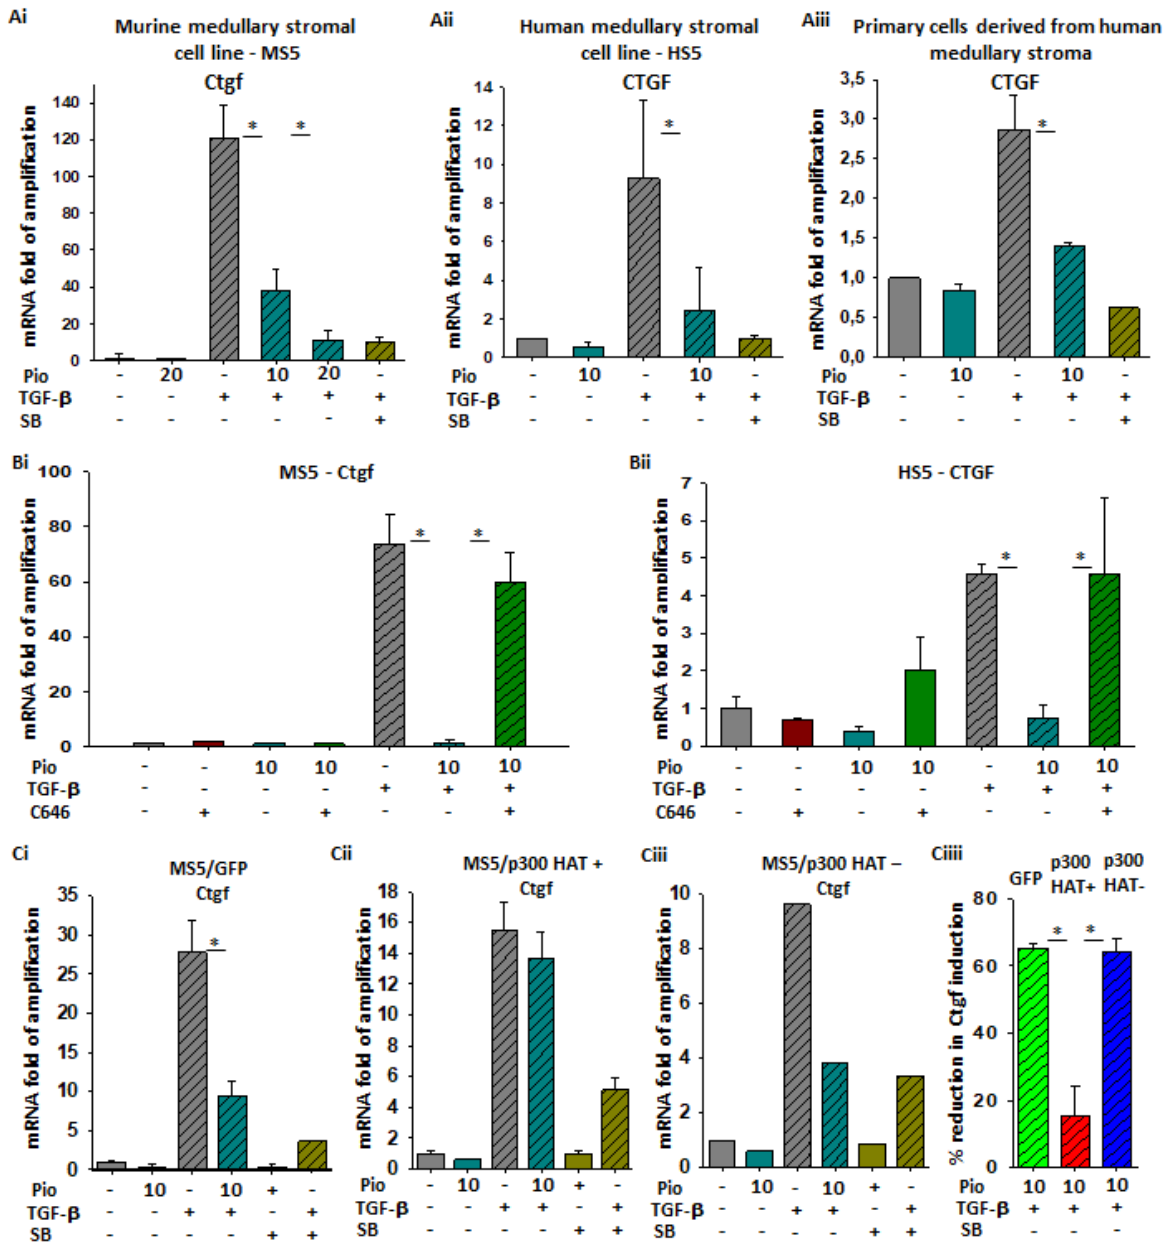 Ai
Murine medullary stromal
cell line - MS5
Ctgf
mRNA fold of amplification
140
120
100
80
60
40
20
0
* *
Pio - 20 - 10 20 -
TGF-β - - + + + +
SB - - - - - +
Aii
Human medullary stromal
cell line - HS5
CTGF
mRNA fold of amplification
14
12
10
8
6
4
2
0
*
Pio - 10 - 10 -
TGF-β - - + + +
SB - - - - +
Aiii
Primary cells derived from human
medullary stroma
CTGF
mRNA fold of amplification
3,5
3,0
2,5
2,0
1,5
1,0
0,5
0,0
*
Pio - 10 - 10 -
TGF-β - - + + +
SB - - - - +
Bi
MS5 - Ctgf
mRNA fold of amplification
100
80
60
40
20
0
* *
Pio - - 10 10 - 10 10
TGF-β - - - - + + +
C646 - + - + - - +
Bii
HS5 - CTGF
mRNA fold of amplification
7
6
5
4
3
2
1
0
* *
Pio - - 10 10 - 10 10
TGF-β - - - - + + +
C646 - + - + - - +
Ci
MS5/GFP
Ctgf
mRNA fold of amplification
35
30
25
20
15
10
5
0
*
Pio - 10 - 10 + -
TGF-β - - + + - +
SB - - - - + +
Cii
MS5/p300 HAT +
Ctgf
mRNA fold of amplification
18
16
14
12
10
8
6
4
2
0
Pio - 10 - 10 + -
TGF-β - - + + - +
SB - - - - + +
Ciii
MS5/p300 HAT –
Ctgf
mRNA fold of amplification
10
8
6
4
2
0
Pio - 10 - 10 + -
TGF-β - - + + - +
SB - - - - + +
Ciiii
GFP
p300
HAT+
p300
HAT-
% reduction in Ctgf induction
80
60
40
20
0
* *
Pio 10 10 10
TGF-β + + +
SB - - -